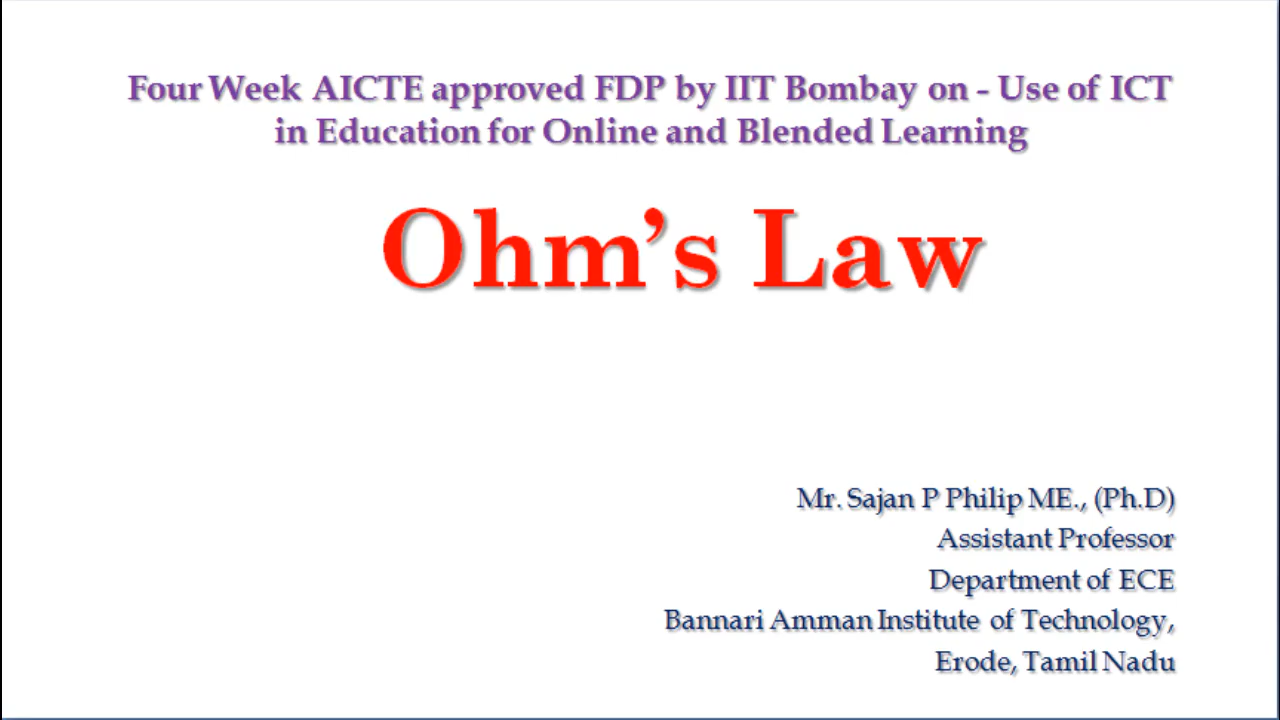 Four Week AICTE approved FDP by IIT Bombay on - Use of ICT
in Education for Online and Blended Learning
Ohm’s Law
Mr. Sajan P Philip ME., (Ph.D)
Assistant Professor
Department of ECE
Bannari Amman Institute of Technology,
Erode, Tamil Nadu